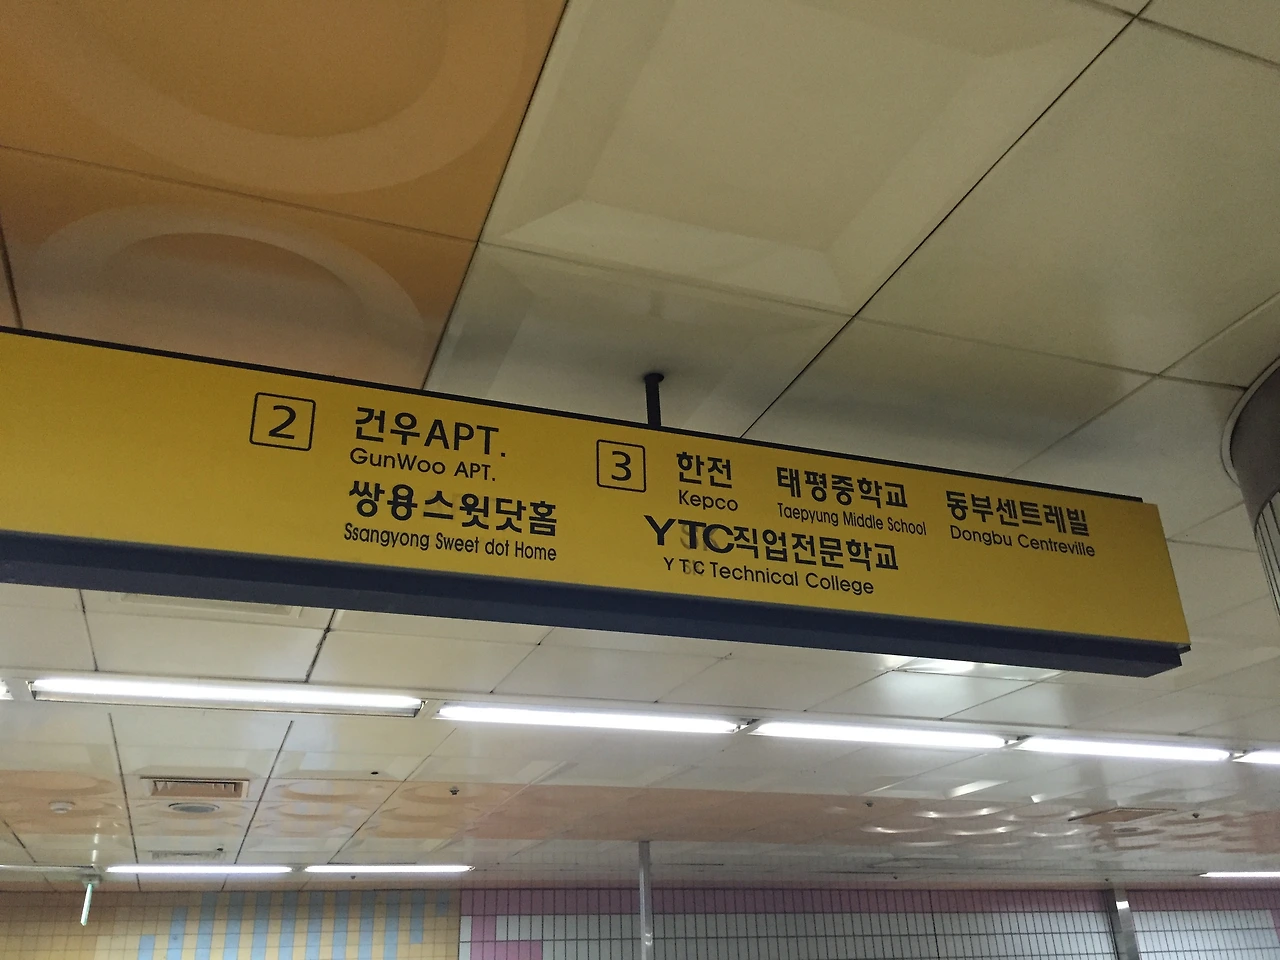 2
건우APT.
GunWoo APT.
쌍용스윗닷홈
Ssangyong Sweet dot Home
3
한전 태평중학교 동부센트레빌
Kepco Taepyung Middle School Dongbu Centreville
YTC직업전문학교
YTC Technical College